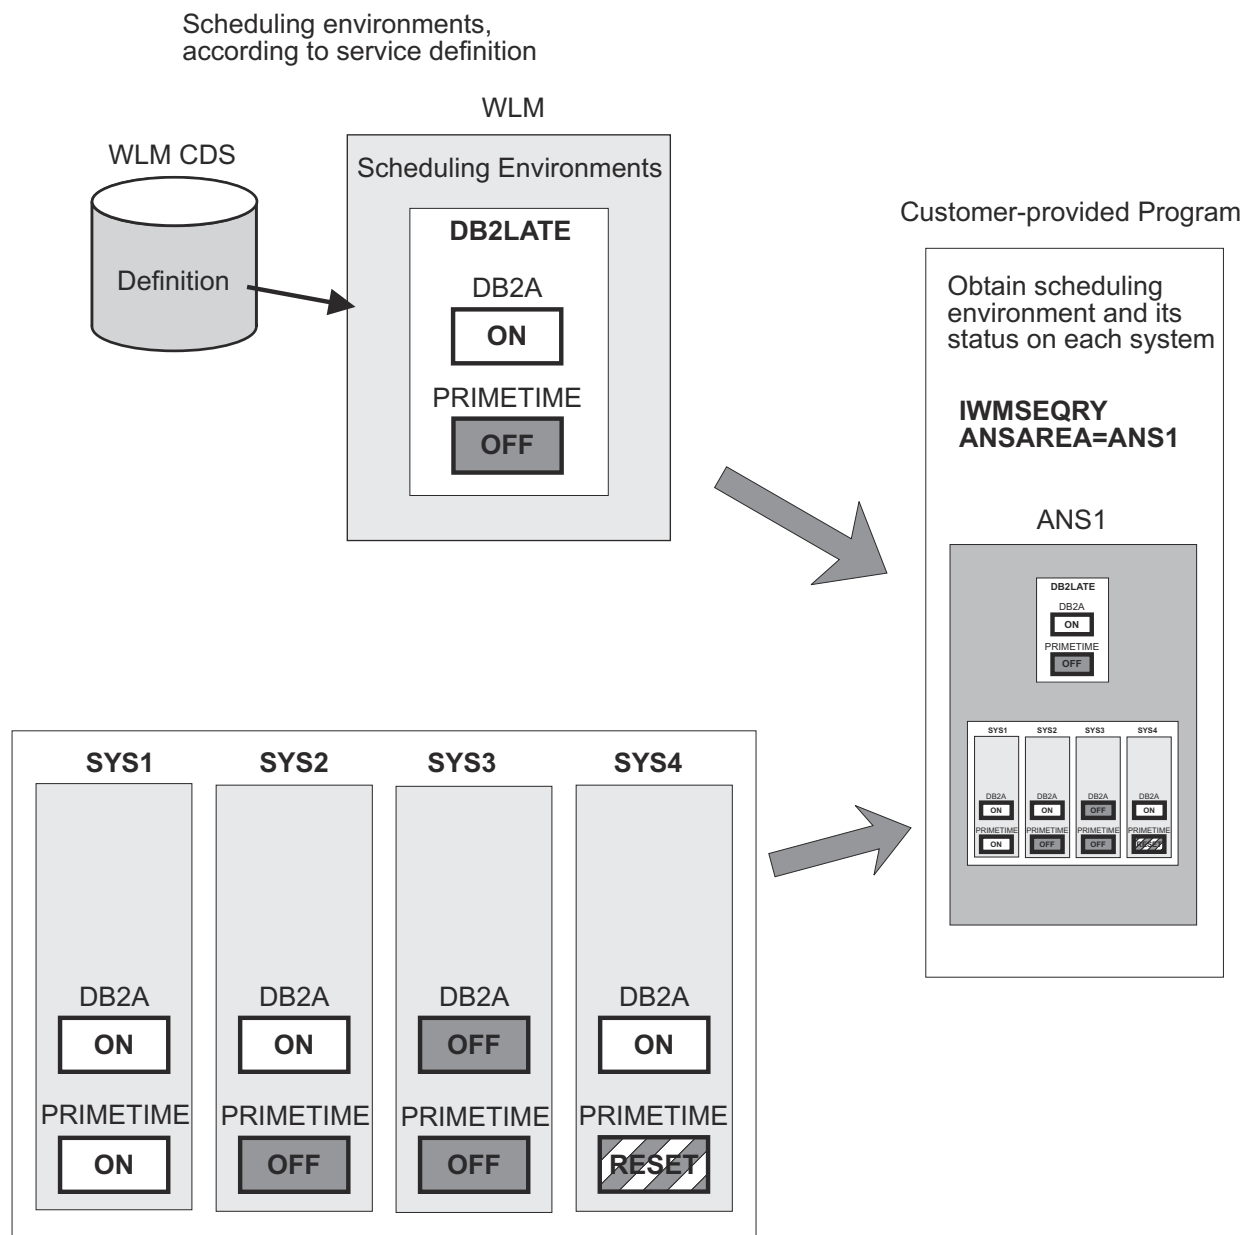 Scheduling environments,
according to service definition
WLM
WLM CDS
Scheduling Environments
DB2LATE
Definition
DB2A
ON
PRIMETIME
OFF
Customer-provided Program
Obtain scheduling
environment and its
status on each system
IWMSEQRY
ANSAREA=ANS1
ANS1
DB2LATE
DB2A
ON
PRIMETIME
OFF
SYS1 SYS2 SYS3 SYS4
DB2A DB2A DB2A DB2A
ON ON OFF ON
PRIMETIME PRIMETIME PRIMETIME PRIMETIME
ON OFF OFF RESET
SYS1 SYS2 SYS3 SYS4
DB2A DB2A DB2A DB2A
ON ON OFF ON
PRIMETIME PRIMETIME PRIMETIME PRIMETIME
ON OFF OFF RESET